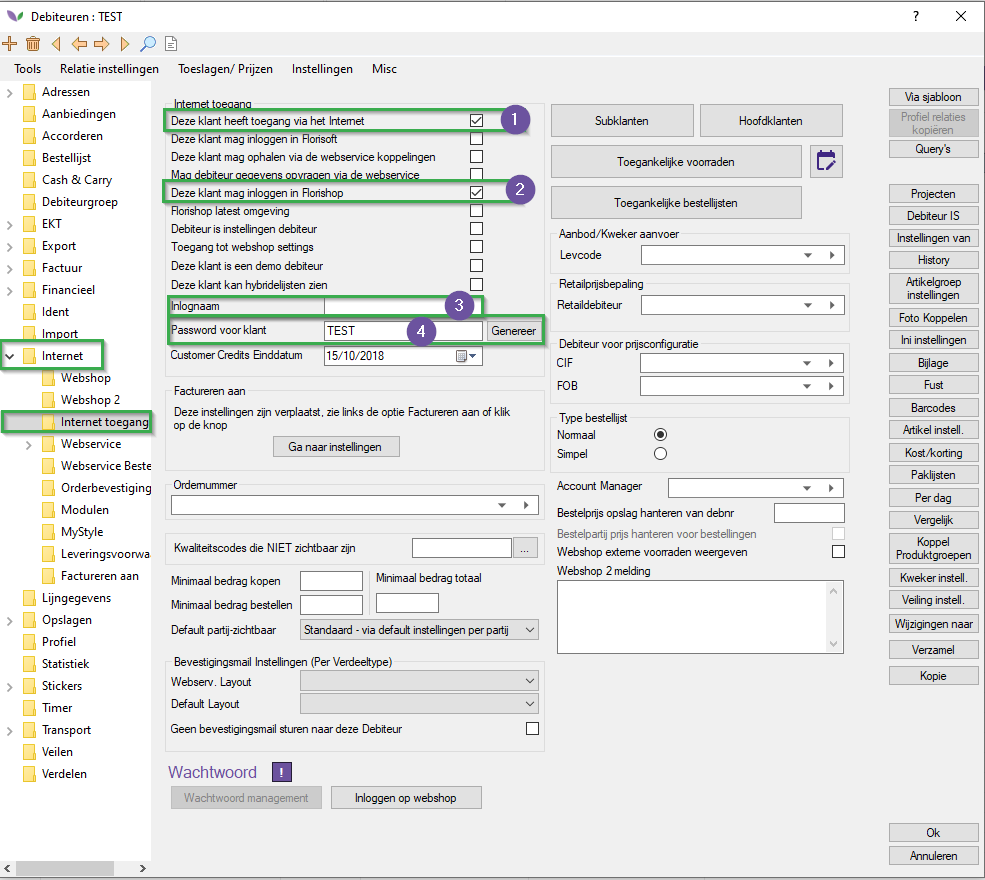 Debiteuren : TEST
?
Tools Relatie instellingen Toeslagen/ Prijzen Instellingen Misc
Adressen
Aanbiedingen
Accorderen
Bestellijst
Cash & Carry
Debiteurgroep
EKT
Export
Factuur
Financieel
Ident
Import
Internet
Webshop
Webshop 2
Internet toegang
Webservice
Webservice Beste
Orderbevestiging
Modulen
MyStyle
Leveringsvoorwa
Factureren aan
Lijngegevens
Opslagen
Profiel
Statistiek
Stickers
Timer
Transport
Veilen
Verdelen
Internet toegang
Deze klant heeft toegang via het Internet
1
Deze klant mag inloggen in Florisoft
Deze klant mag ophalen via de webservice koppelingen
Mag debiteur gegevens opvragen via de webservice
Deze klant mag inloggen in Florishop
2
Florishop latest omgeving
Debiteur is instellingen debiteur
Toegang tot webshop settings
Deze klant is een demo debiteur
Deze klant kan hybridelijsten zien
Inlognaam
3
Password voor klant TEST
4
Genereer
Customer Credits Einddatum 15/10/2018
Factureren aan
Deze instellingen zijn verplaatst, zie links de optie Factureren aan of klik
op de knop
Ga naar instellingen
Ordernummer
Kwaliteitscodes die NIET zichtbaar zijn
...
Minimaal bedrag kopen
Minimaal bedrag totaal
Minimaal bedrag bestellen
Default partij-zichtbaar Standaard - via default instellingen per partij
Bevestigingsmail Instellingen (Per Verdeeltype)
Webserv. Layout
Default Layout
Geen bevestigingsmail sturen naar deze Debiteur
Wachtwoord !
Wachtwoord management
Inloggen op webshop
Subklanten
Hoofdklanten
Toegankelijke voorraden
Toegankelijke bestellijsten
Aanbod/Kweker aanvoer
Levcode
Retailprijsbepaling
Retaildebiteur
Debiteur voor prijsconfiguratie
CIF
FOB
Type bestellijst
Normaal
Simpel
Account Manager
Bestelprijs opslag hanteren van debnr
Bestelpartij prijs hanteren voor bestellingen
Webshop externe voorraden weergeven
Webshop 2 melding
Via sjabloon
Profiel relaties
kopiëren
Query's
Projecten
Debiteur IS
Instellingen van
History
Artikelgroep
instellingen
Foto Koppelen
Ini instellingen
Bijlage
Fust
Barcodes
Artikel instell.
Kost/korting
Paklijsten
Per dag
Vergelijk
Koppel
Produktgroepen
Kweker instell.
Veiling instell.
Wijzigingen naar
Verzamel
Kopie
Ok
Annuleren